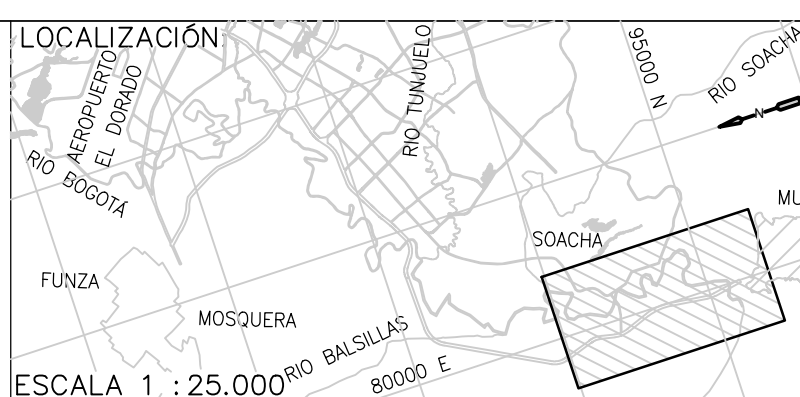 LOCALIZACIÓN:
AEROPUERTO
EL DORADO
RIO TUNJUELO
95000 N
RIO SOACHA
N
RIO BOGOTÁ
MU
SOACHA
FUNZA
MOSQUERA
RIO BALSILLAS
80000 E
ESCALA 1 : 25.000